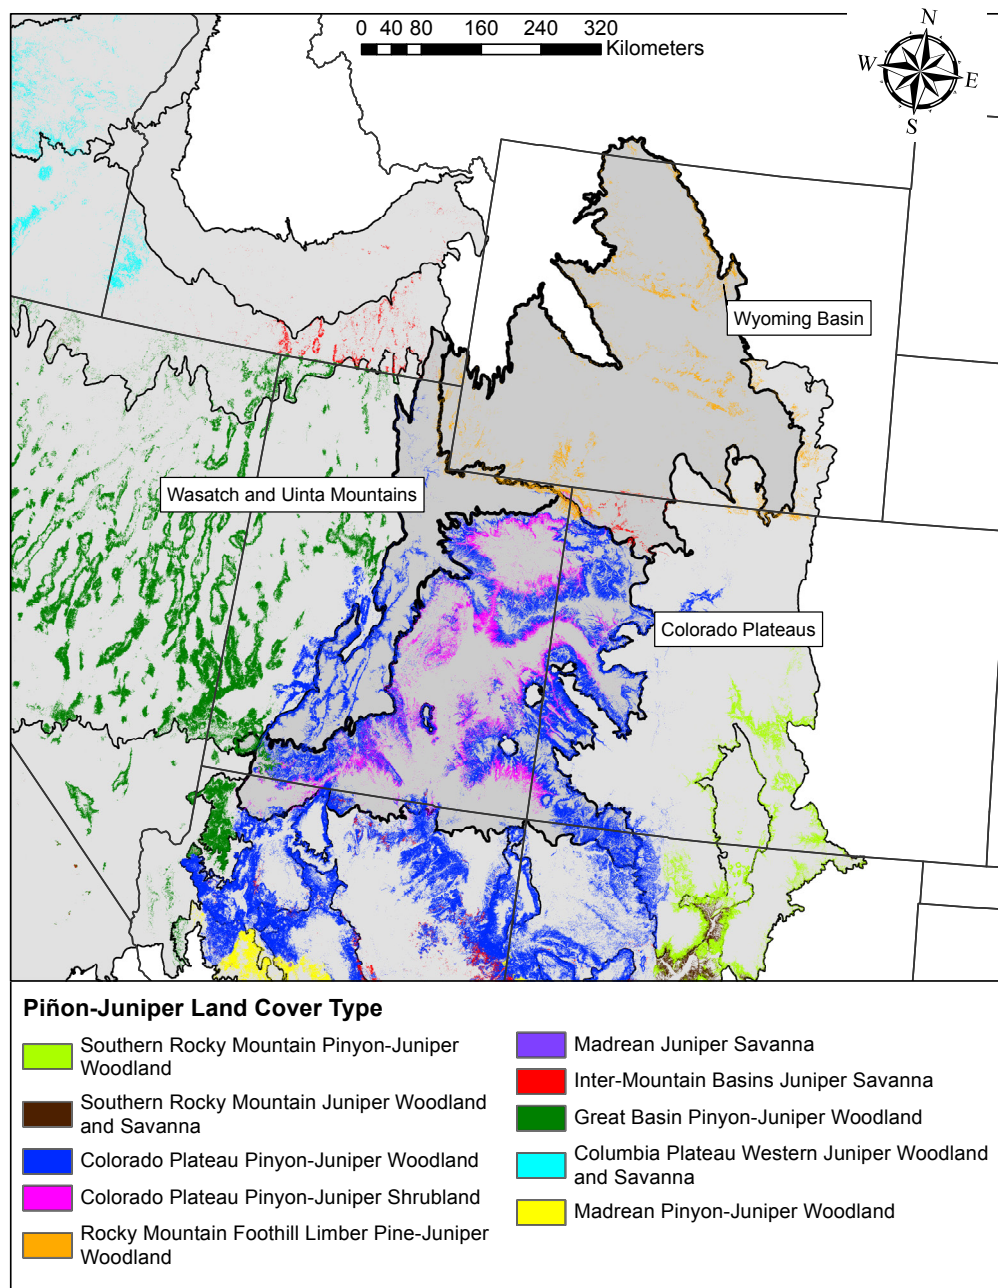 0 40 80 160 240 320
Kilometers
N
W
E
S
Wyoming Basin
Wasatch and Uinta Mountains
Colorado Plateaus
Piñon-Juniper Land Cover Type
Southern Rocky Mountain Pinyon-Juniper
Woodland
Southern Rocky Mountain Juniper Woodland
and Savanna
Colorado Plateau Pinyon-Juniper Woodland
Colorado Plateau Pinyon-Juniper Shrubland
Rocky Mountain Foothill Limber Pine-Juniper
Woodland
Madrean Juniper Savanna
Inter-Mountain Basins Juniper Savanna
Great Basin Pinyon-Juniper Woodland
Columbia Plateau Western Juniper Woodland
and Savanna
Madrean Pinyon-Juniper Woodland